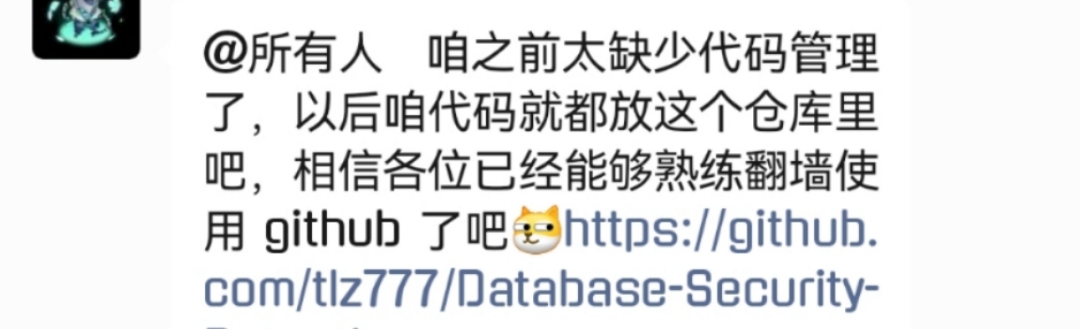 @所有人 咱之前太缺少代码管理
了，以后咱代码就都放这个仓库里
吧，相信各位已经能够熟练翻墙使
用 github 了吧https://github.
com/tlz777/Database-Security-